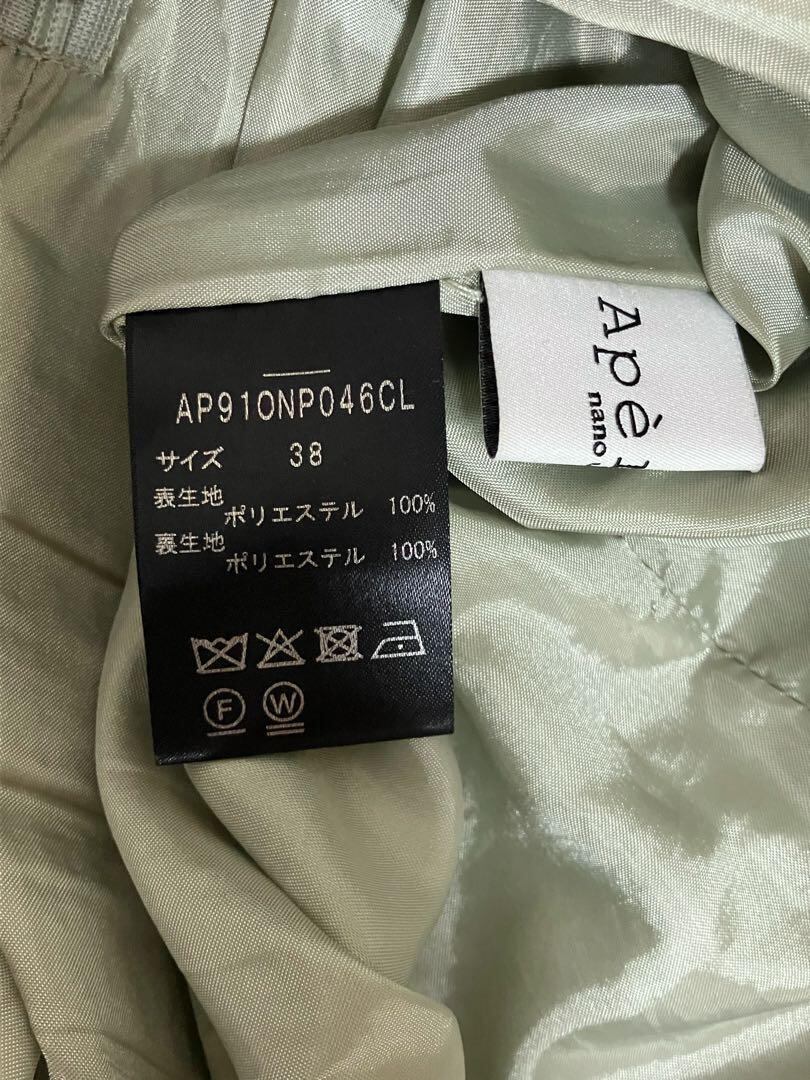 AP910NP046CL
サイズ 38
表生地 ポリエステル 100%
裏生地 ポリエステル 100%
F W
Apé
nano